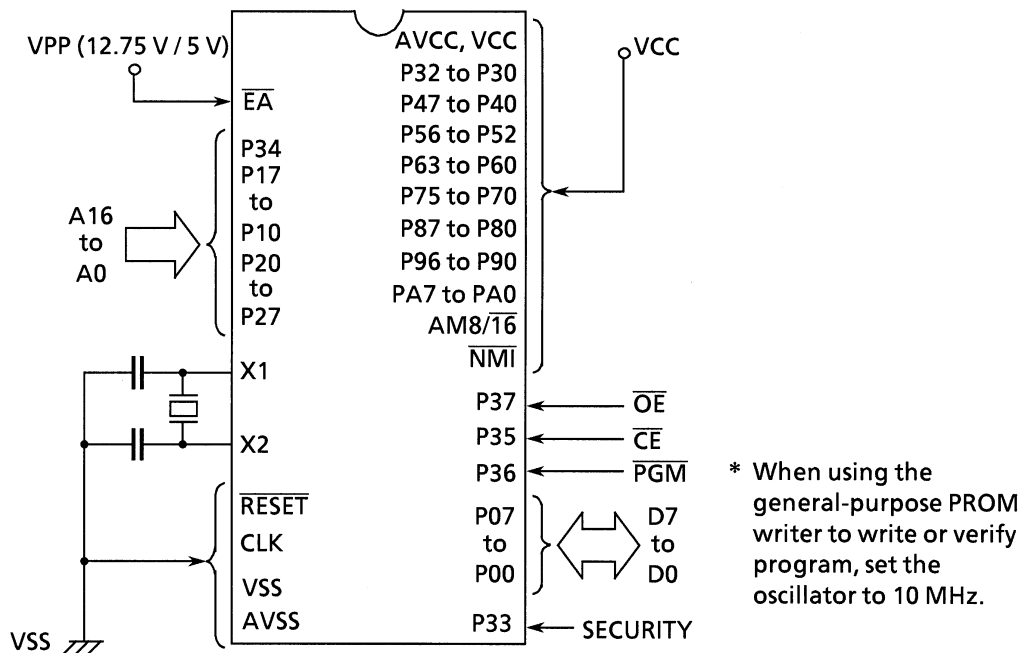 VPP (12.75 V / 5 V)
EA
P34
P17
to
P10
P20
to
P27
A16
to
A0
X1
X2
RESET
CLK
VSS
AVSS
VSS
AVCC, VCC
P32 to P30
P47 to P40
P56 to P52
P63 to P60
P75 to P70
P87 to P80
P96 to P90
PA7 to PA0
AM8/16
NMI
VCC
P37
OE
P35
CE
P36
PGM
P07
to
P00
D7
to
D0
P33
SECURITY
* When using the
general-purpose PROM
writer to write or verify
program, set the
oscillator to 10 MHz.